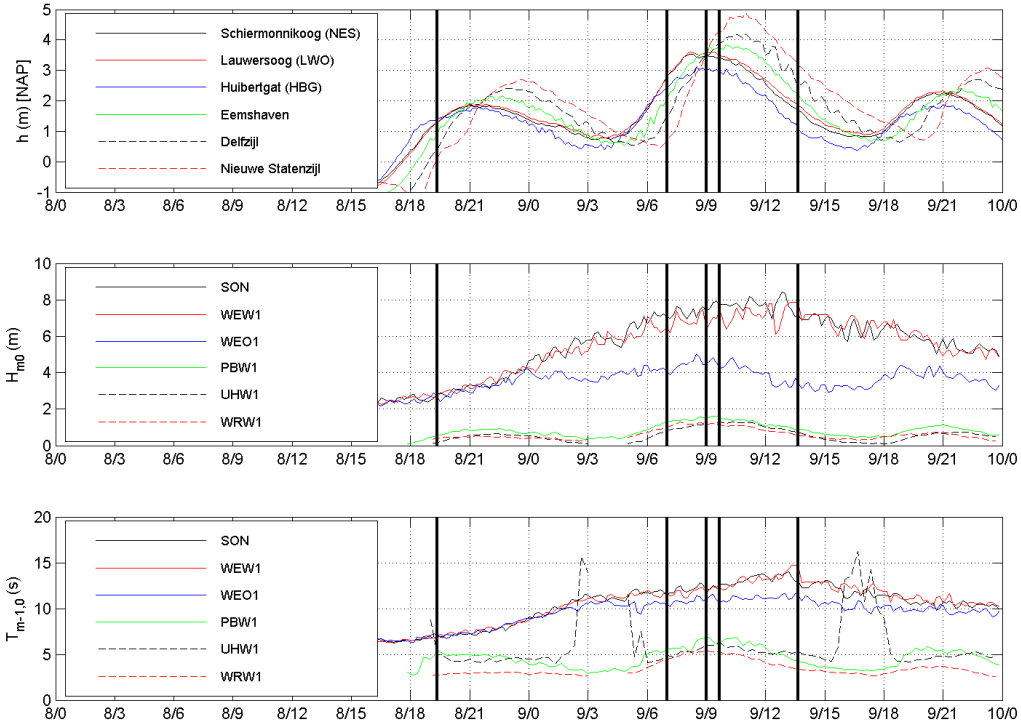 h (m) [NAP]
5
4
3
2
1
0
-1
Schiermonnikoog (NES)
Lauwersoog (LWO)
Huibertgat (HBG)
Eemshaven
Delfzijl
Nieuwe Statenzijl
8/0 8/3 8/6 8/9 8/12 8/15 8/18 8/21 9/0 9/3 9/6 9/9 9/12 9/15 9/18 9/21 10/0
Hm0 (m)
10
8
6
4
2
0
SON
WEW1
WEO1
PBW1
UHW1
WRW1
8/0 8/3 8/6 8/9 8/12 8/15 8/18 8/21 9/0 9/3 9/6 9/9 9/12 9/15 9/18 9/21 10/0
Tm-1,0 (s)
20
15
10
5
0
SON
WEW1
WEO1
PBW1
UHW1
WRW1
8/0 8/3 8/6 8/9 8/12 8/15 8/18 8/21 9/0 9/3 9/6 9/9 9/12 9/15 9/18 9/21 10/0